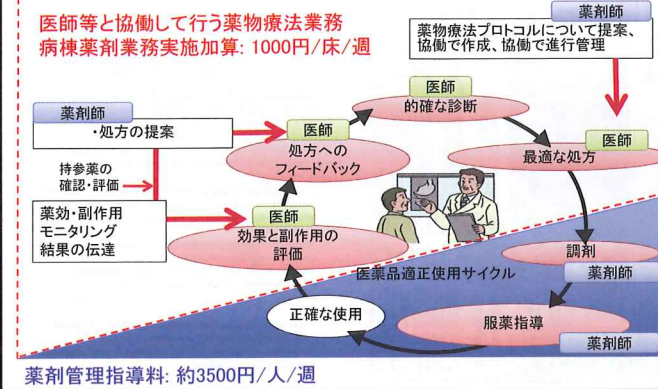 医師等と協働して行う薬物療法業務
病棟薬剤業務実施加算: 1000円/床/週
薬剤師
薬物療法プロトコルについて提案、
協働で作成、協働で進行管理
薬剤師
・処方の提案
持参薬の
確認・評価
薬効・副作用
モニタリング
結果の伝達
医師
的確な診断
医師
処方への
フィードバック
医師
最適な処方
医師
効果と副作用の
評価
医薬品適正使用サイクル
調剤
薬剤師
正確な使用
服薬指導
薬剤師
薬剤管理指導料: 約3500円/人/週